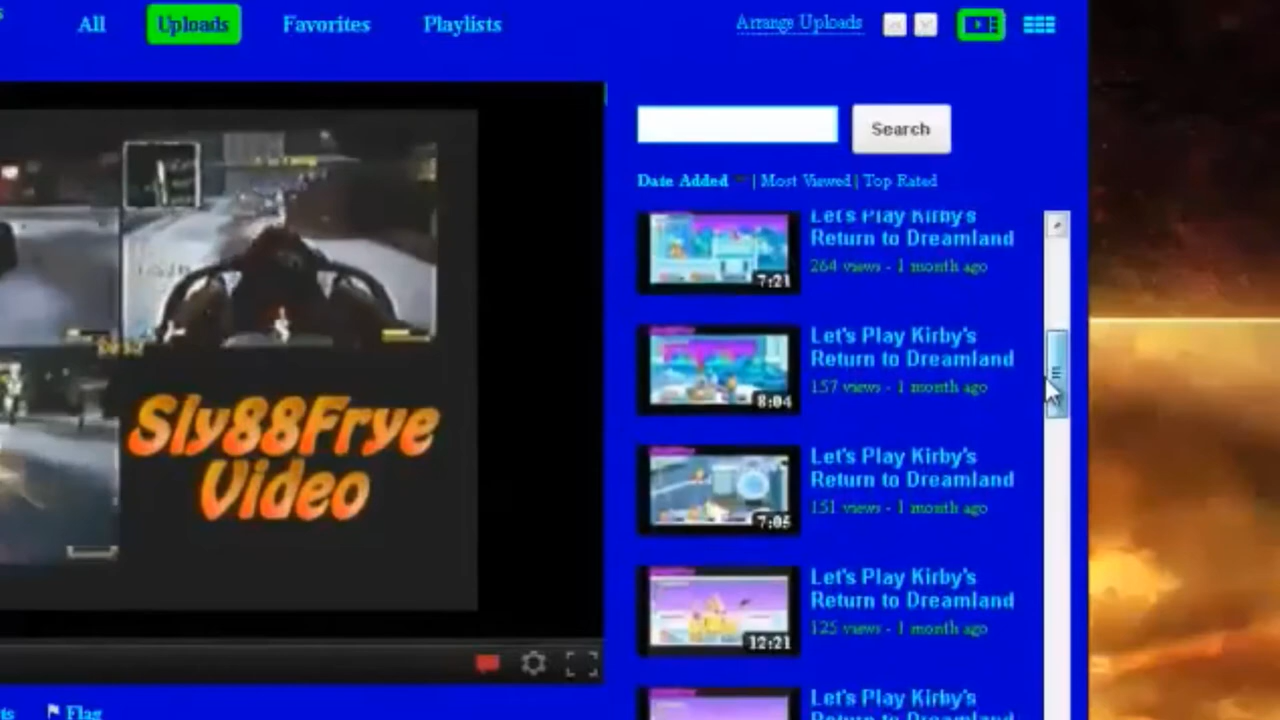 All Uploads Favorites Playlists Arrange Uploads
Search
Date Added | Most Viewed | Top Rated
Let's Play Kirby's
Return to Dreamland
264 views - 1 month ago
7:21
Let's Play Kirby's
Return to Dreamland
157 views - 1 month ago
8:04
Let's Play Kirby's
Return to Dreamland
151 views - 1 month ago
7:05
Let's Play Kirby's
Return to Dreamland
125 views - 1 month ago
12:21
Let's Play Kirby's
Return to Dreamland
Sly88Frye
Video
Flag